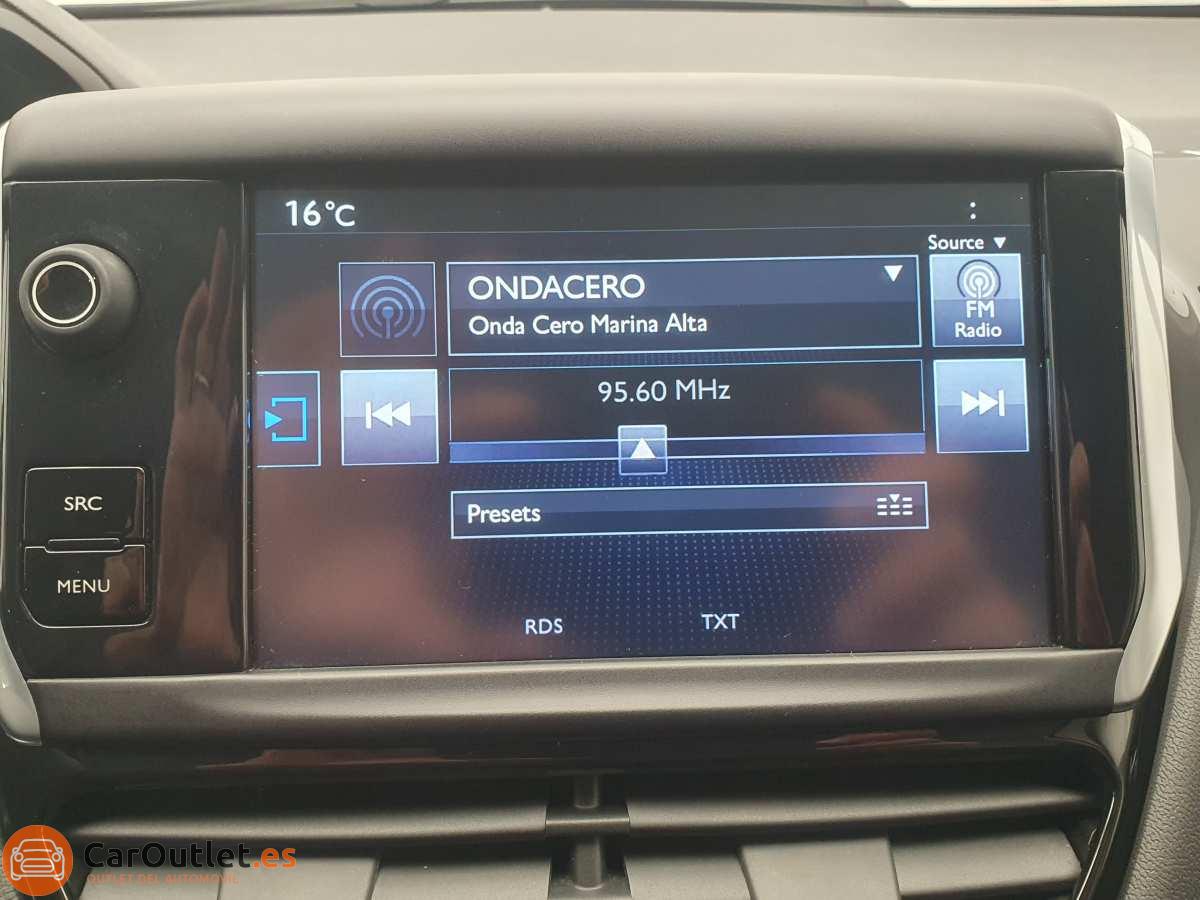 16°C
Source
ONDACERO
Onda Cero Marina Alta
FM
Radio
95.60 MHz
SRC
Presets
MENU
RDS
TXT
CarOutlet.es
OUTLET DEL AUTOMÓVIL